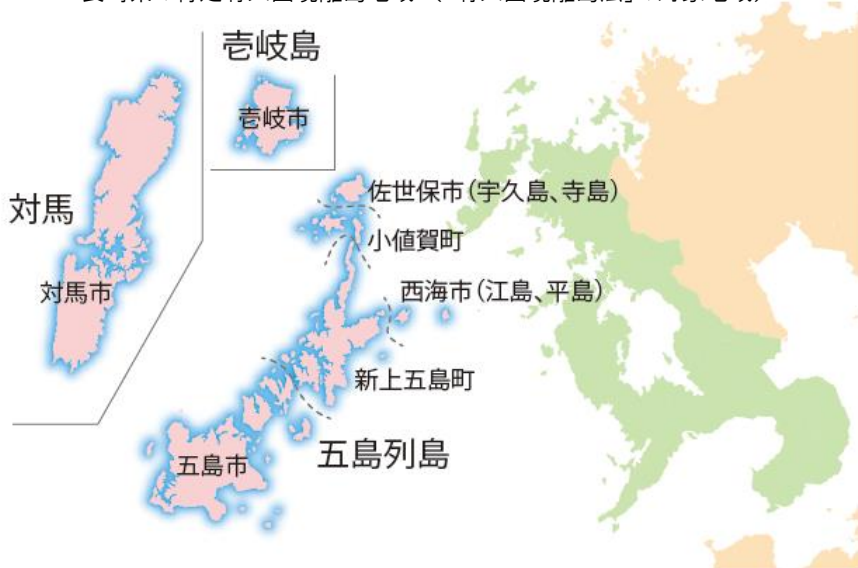 壱岐島
壱岐市
対馬
対馬市
佐世保市(宇久島、寺島)
小値賀町
西海市(江島、平島)
新上五島町
五島列島
五島市